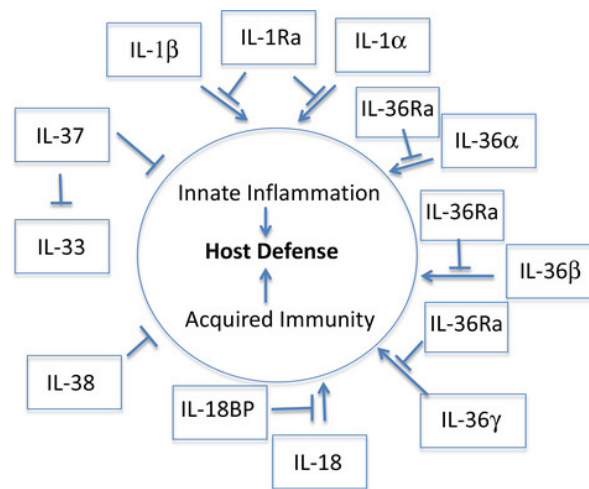 IL-1β
IL-1Ra
IL-1α
IL-36Ra
IL-36α
IL-37
Innate Inflammation
IL-36Ra
IL-33
Host Defense
IL-36β
Acquired Immunity
IL-36Ra
IL-38
IL-18BP
IL-36γ
IL-18